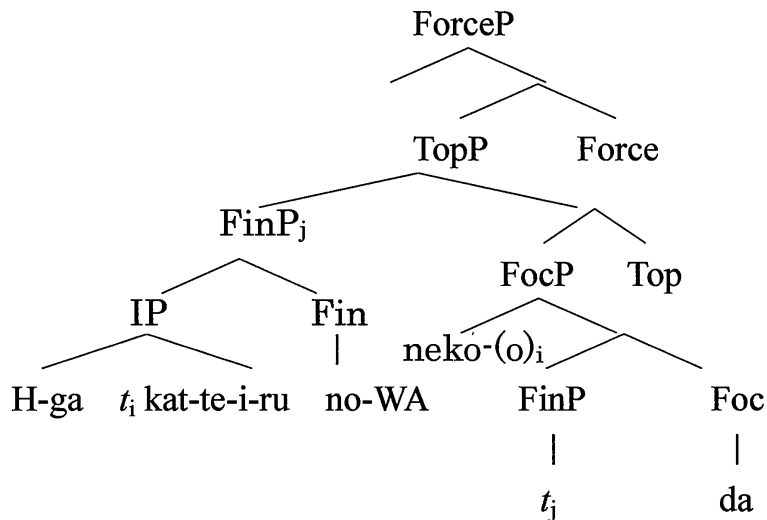 ForceP
TopP Force
FinPj
FocP Top
IP Fin
neko-(o)i
H-ga ti kat-te-i-ru no-WA FinP Foc
tj da